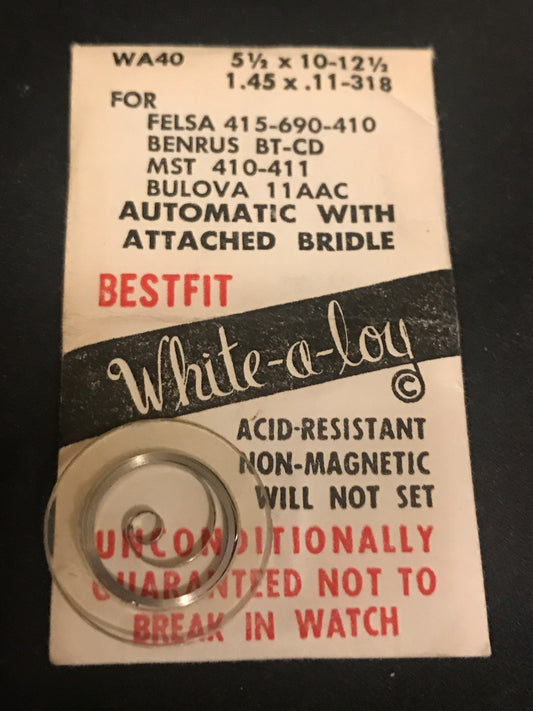 WA40 5½ x 10-12½
1.45 x .11-318
FOR
FELSA 415-690-410
BENRUS BT-CD
MST 410-411
BULOVA 11AAC
AUTOMATIC WITH
ATTACHED BRIDLE
BESTFIT
White-a-loy
©
ACID-RESISTANT
NON-MAGNETIC
WILL NOT SET
UNCONDITIONALLY
GUARANTEED NOT TO
BREAK IN WATCH